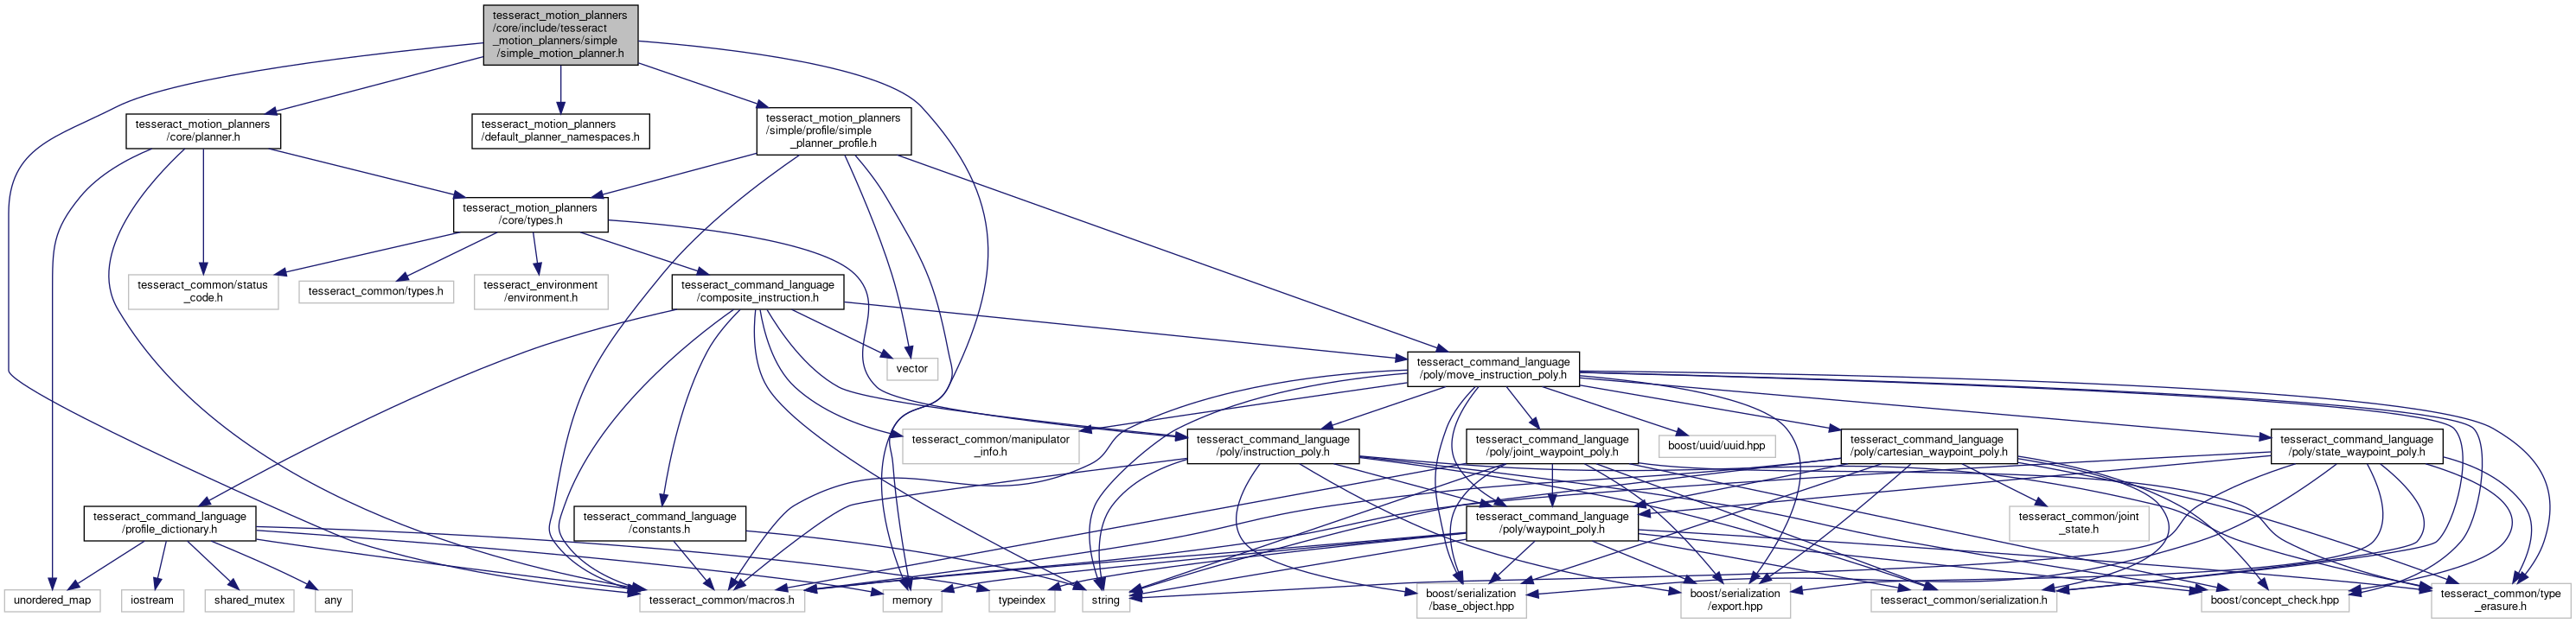 tesseract_motion_planners
/core/include/tesseract
_motion_planners/simple
/simple_motion_planner.h
tesseract_motion_planners
/core/planner.h
tesseract_motion_planners
/default_planner_namespaces.h
tesseract_motion_planners
/simple/profile/simple
_planner_profile.h
tesseract_motion_planners
/core/types.h
tesseract_common/status
_code.h
tesseract_common/types.h
tesseract_environment
/environment.h
tesseract_command_language
/composite_instruction.h
vector
tesseract_command_language
/poly/move_instruction_poly.h
tesseract_common/manipulator
_info.h
tesseract_command_language
/poly/instruction_poly.h
tesseract_command_language
/poly/joint_waypoint_poly.h
boost/uuid/uuid.hpp
tesseract_command_language
/poly/cartesian_waypoint_poly.h
tesseract_command_language
/poly/state_waypoint_poly.h
tesseract_command_language
/profile_dictionary.h
tesseract_command_language
/constants.h
tesseract_command_language
/poly/waypoint_poly.h
tesseract_common/joint
_state.h
unordered_map
iostream
shared_mutex
any
tesseract_common/macros.h
memory
typeindex
string
boost/serialization
/base_object.hpp
boost/serialization
/export.hpp
tesseract_common/serialization.h
boost/concept_check.hpp
tesseract_common/type
_erasure.h